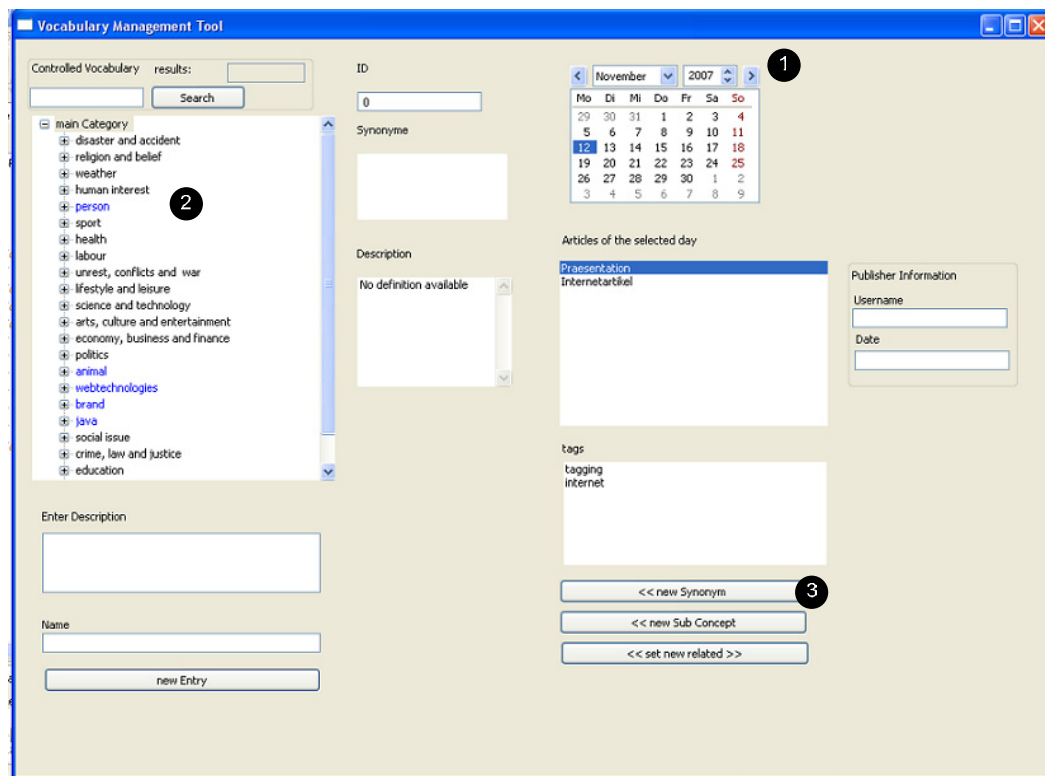 Vocabulary Management Tool
Controlled Vocabulary results:
Search
main Category
disaster and accident
religion and belief
weather
human interest
person
sport
health
labour
unrest, conflicts and war
lifestyle and leisure
science and technology
arts, culture and entertainment
economy, business and finance
politics
animal
webtechnologies
brand
java
social issue
crime, law and justice
education
2
Enter Description
Name
new Entry
ID
0
Synonyme
Description
No definition available
November 2007
1
Mo Di Mi Do Fr Sa So
29 30 31 1 2 3 4
5 6 7 8 9 10 11
12 13 14 15 16 17 18
19 20 21 22 23 24 25
26 27 28 29 30 1 2
3 4 5 6 7 8 9
Articles of the selected day
Praesentation
Internetartikel
Publisher Information
Username
Date
tags
tagging
internet
<< new Synonym
3
<< new Sub Concept
<< set new related >>